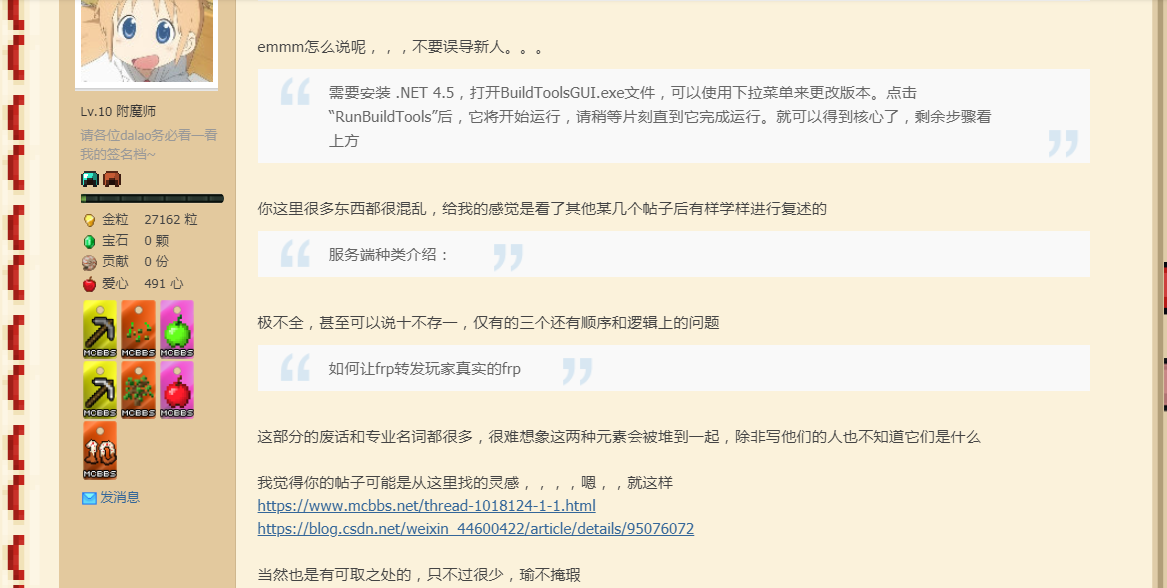 Lv.10 附魔师
请各位dalao务必看一看
我的签名档~
金粒 27162 粒
宝石 0 颗
贡献 0 份
爱心 491 心
MCBBS MCBBS MCBBS
MCBBS MCBBS MCBBS
10
MCBBS
发消息
emmm怎么说呢，，，不要误导新人。。。
需要安装 .NET 4.5，打开BuildToolsGUI.exe文件，可以使用下拉菜单来更改版本。点击
“RunBuildTools”后，它将开始运行，请稍等片刻直到它完成运行。就可以得到核心了，剩余步骤看
上方
你这里很多东西都很混乱，给我的感觉是看了其他某几个帖子后有样学样进行复述的
服务端种类介绍：
极不全，甚至可以说十不存一，仅有的三个还有顺序和逻辑上的问题
如何让frp转发玩家真实的frp
这部分的废话和专业名词都很多，很难想象这两种元素会被堆到一起，除非写他们的人也不知道它们是什么
我觉得你的帖子可能是从这里找的灵感，，，，嗯，，就这样
https://www.mcbbs.net/thread-1018124-1-1.html
https://blog.csdn.net/weixin_44600422/article/details/95076072
当然也是有可取之处的，只不过很少，瑜不掩瑕